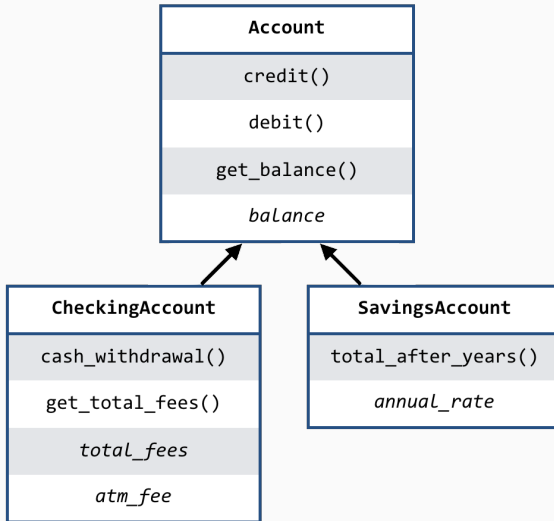 Account
credit()
debit()
get_balance()
balance
CheckingAccount
cash_withdrawal()
get_total_fees()
total_fees
atm_fee
SavingsAccount
total_after_years()
annual_rate